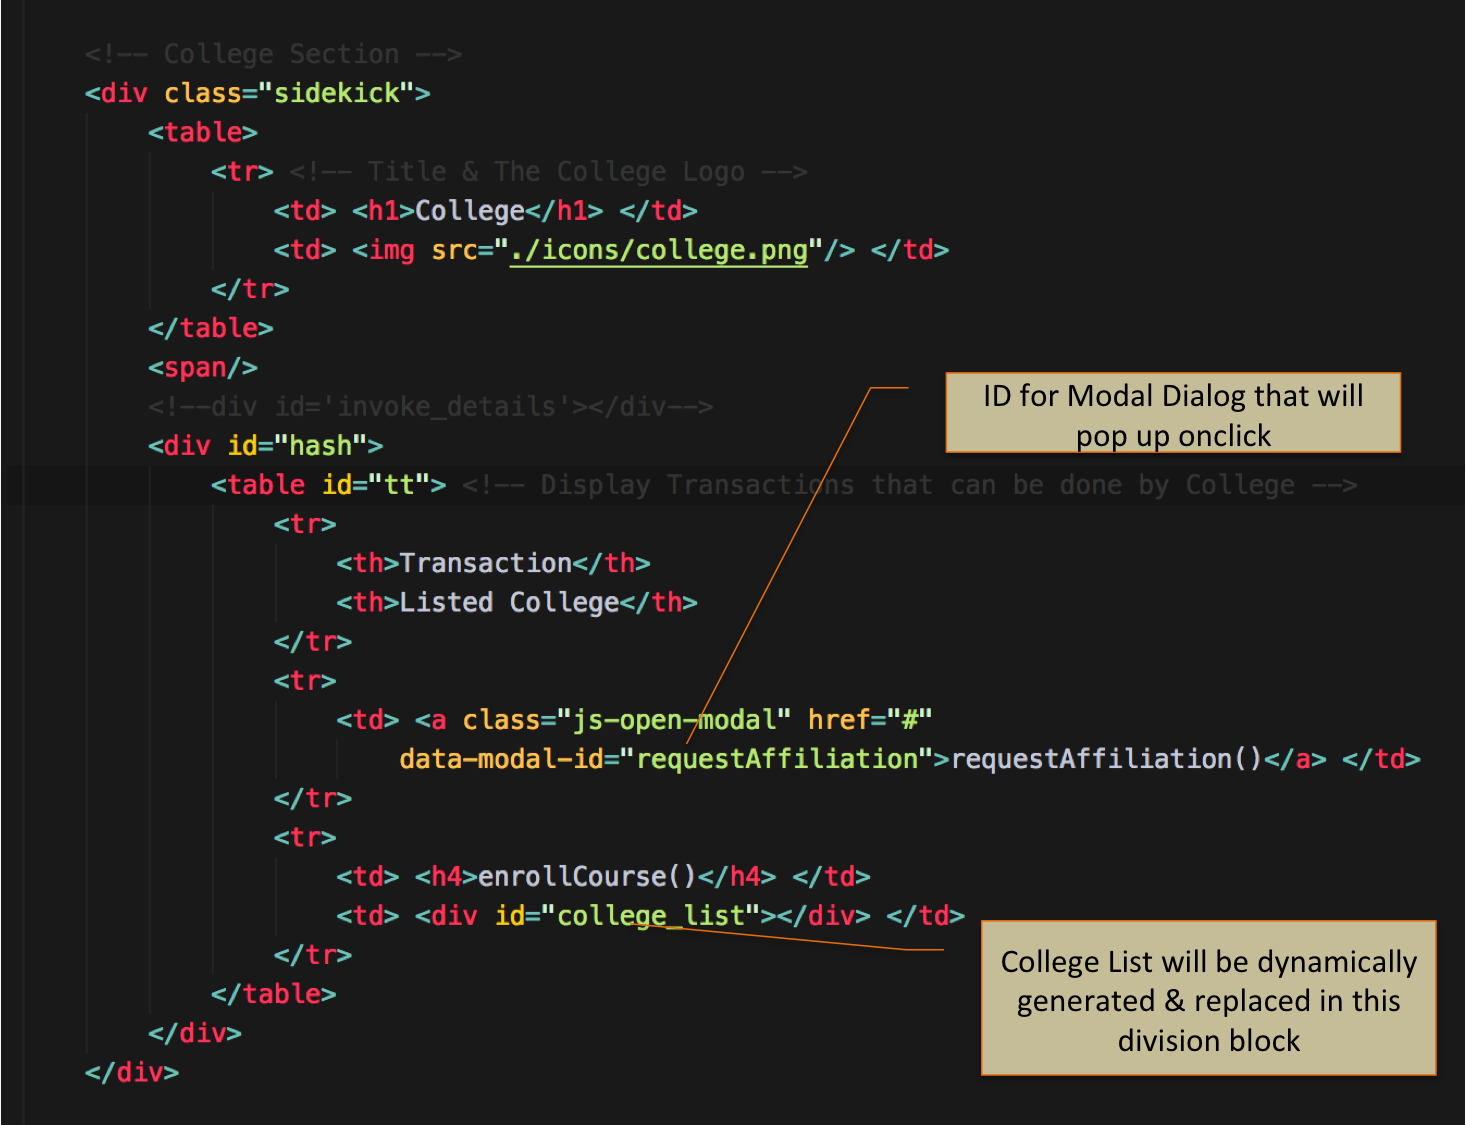 <!-- College Section -->
<div class="sidekick">
<table>
<tr> <!-- Title & The College Logo -->
<td> <h1>College</h1> </td>
<td> <img src="./icons/college.png"/> </td>
</tr>
</table>
<span/>
<!--div id='invoke_details'></div-->
ID for Modal Dialog that will
pop up onclick
<div id="hash">
<table id="tt"> <!-- Display Transactions that can be done by College -->
<tr>
<th>Transaction</th>
<th>Listed College</th>
</tr>
<tr>
<td> <a class="js-open-modal" href="#"
data-modal-id="requestAffiliation">requestAffiliation()</a> </td>
</tr>
<tr>
<td> <h4>enrollCourse()</h4> </td>
<td> <div id="college_list"></div> </td>
</tr>
College List will be dynamically
generated & replaced in this
division block
</table>
</div>
</div>